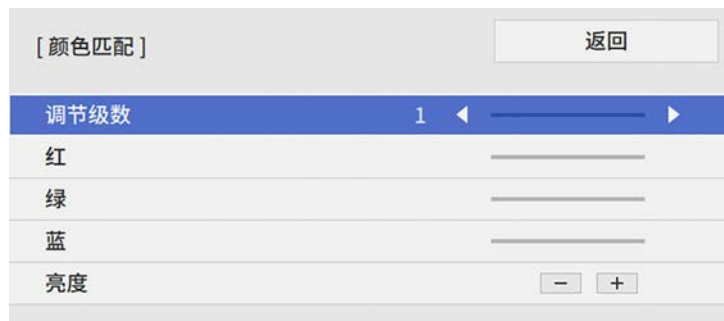 [ 颜色匹配 ]
返回
调节级数 1
红
绿
蓝
亮度 − +